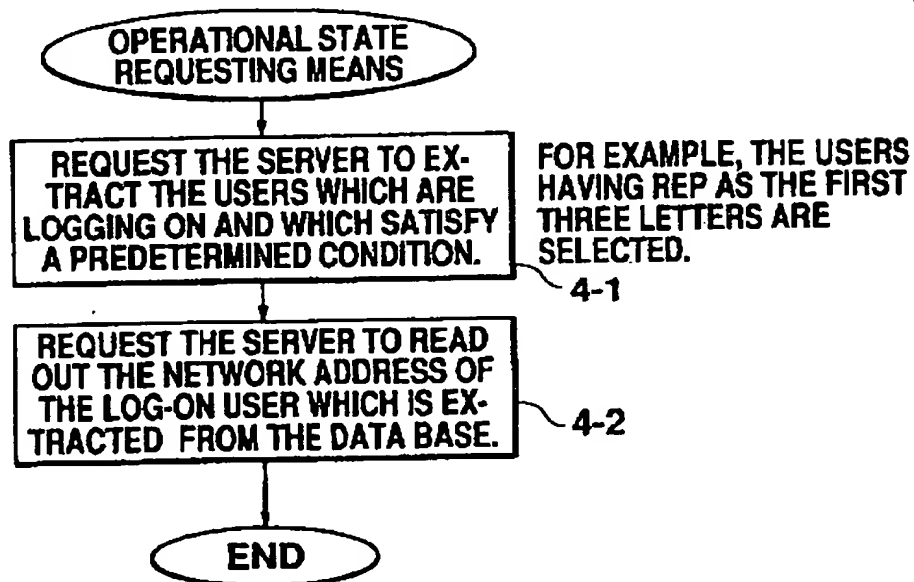 OPERATIONAL STATE
REQUESTING MEANS
REQUEST THE SERVER TO EX-
TRACT THE USERS WHICH ARE
LOGGING ON AND WHICH SATISFY
A PREDETERMINED CONDITION.
FOR EXAMPLE, THE USERS
HAVING REP AS THE FIRST
THREE LETTERS ARE
SELECTED.
4-1
REQUEST THE SERVER TO READ
OUT THE NETWORK ADDRESS OF
THE LOG-ON USER WHICH IS EX-
TRACTED FROM THE DATA BASE.
4-2
END